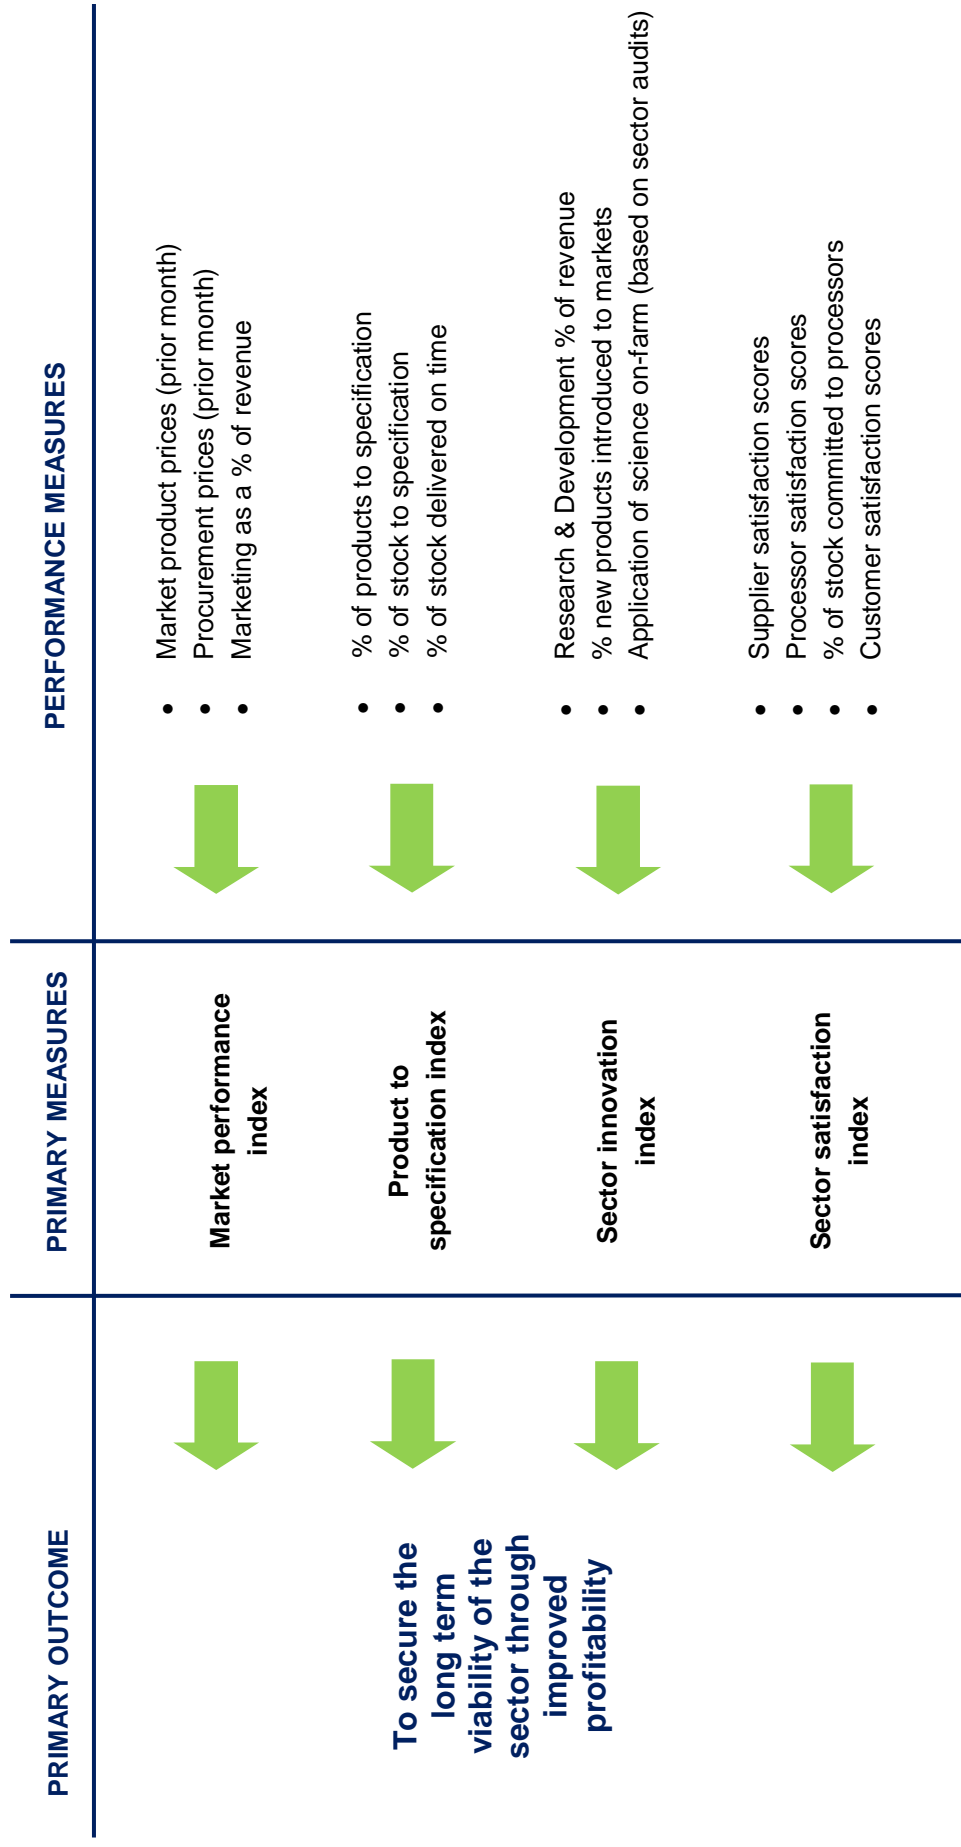 PRIMARY OUTCOME
PRIMARY MEASURES
PERFORMANCE MEASURES
To secure the
long term
viability of the
sector through
improved
profitability
Market performance
index
• Market product prices (prior month)
• Procurement prices (prior month)
• Marketing as a % of revenue
Product to
specification index
• % of products to specification
• % of stock to specification
• % of stock delivered on time
Sector innovation
index
• Research & Development % of revenue
• % new products introduced to markets
• Application of science on-farm (based on sector audits)
Sector satisfaction
index
• Supplier satisfaction scores
• Processor satisfaction scores
• % of stock committed to processors
• Customer satisfaction scores